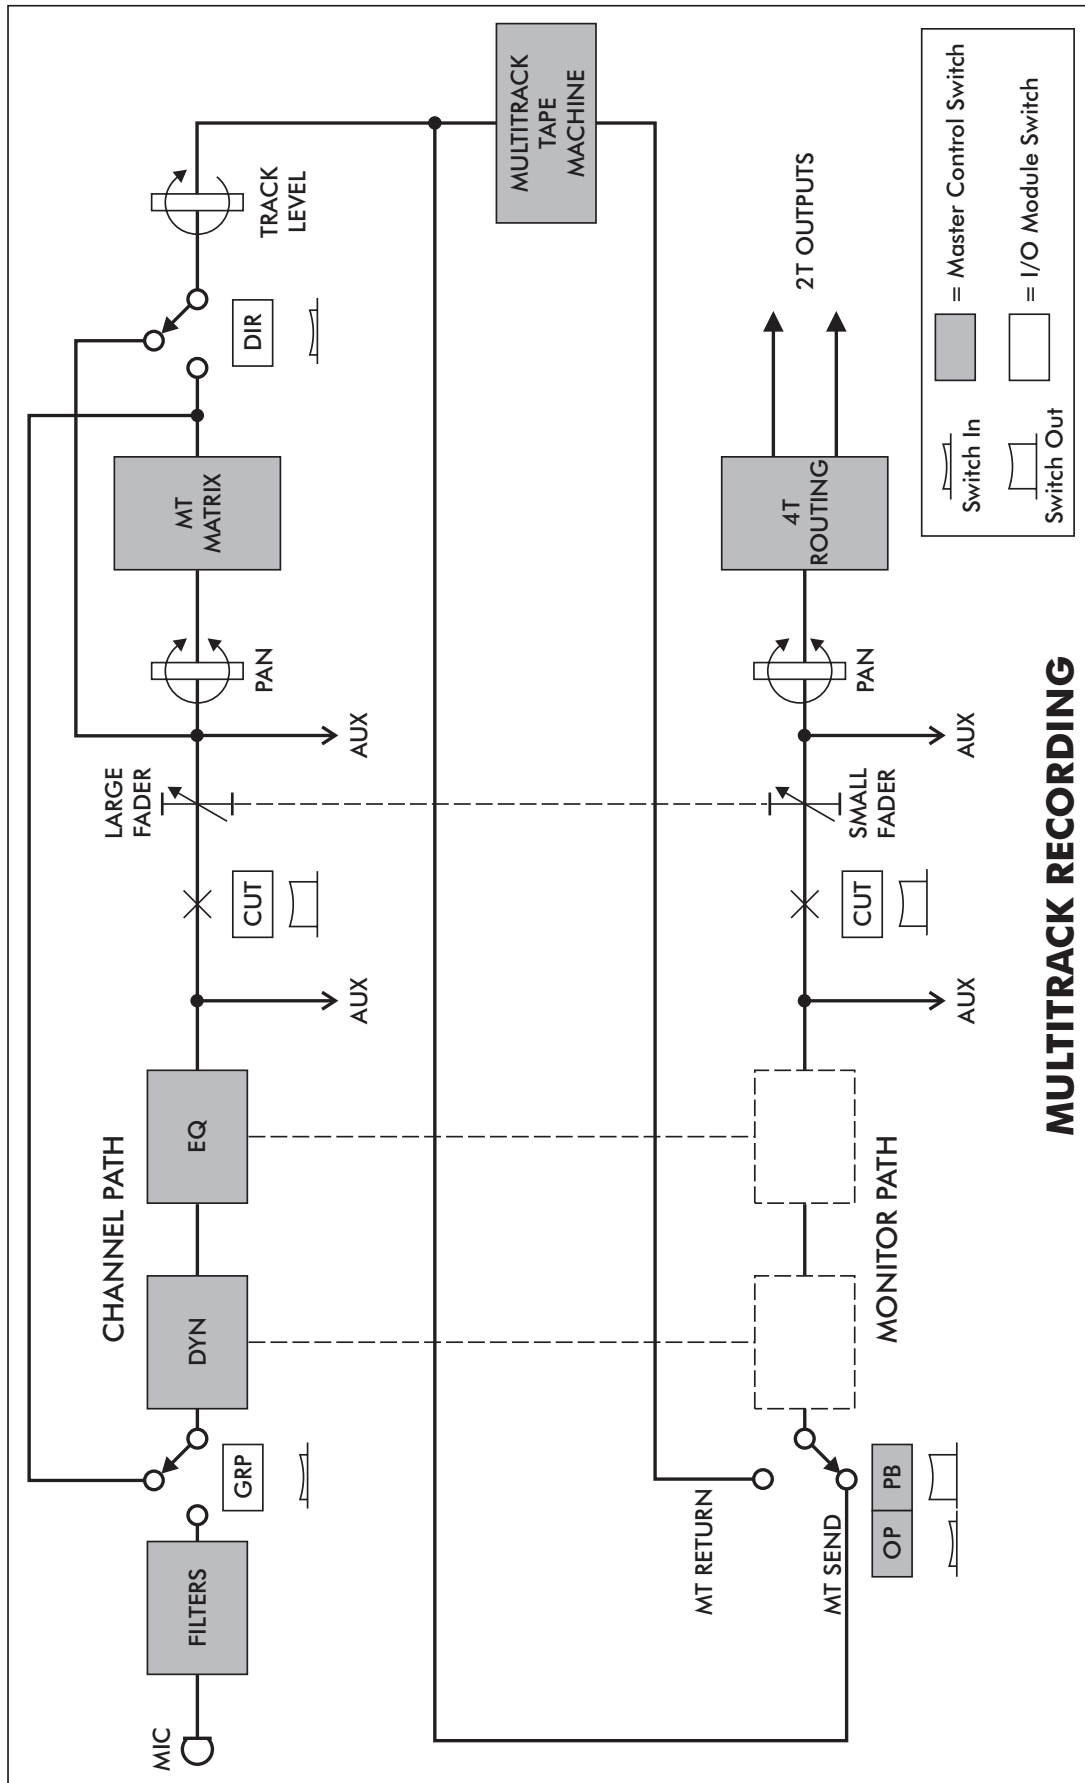 CHANNEL PATH
MIC
FILTERS
GRP
DYN
EQ
AUX
CUT
LARGE
FADER
AUX
PAN
MT
MATRIX
DIR
TRACK
LEVEL
MULTITRACK
TAPE
MACHINE
MT RETURN
MT SEND
OP
PB
MONITOR PATH
AUX
CUT
SMALL
FADER
AUX
PAN
4T
ROUTING
2T OUTPUTS
Switch In
= Master Control Switch
Switch Out
= I/O Module Switch
MULTITRACK RECORDING